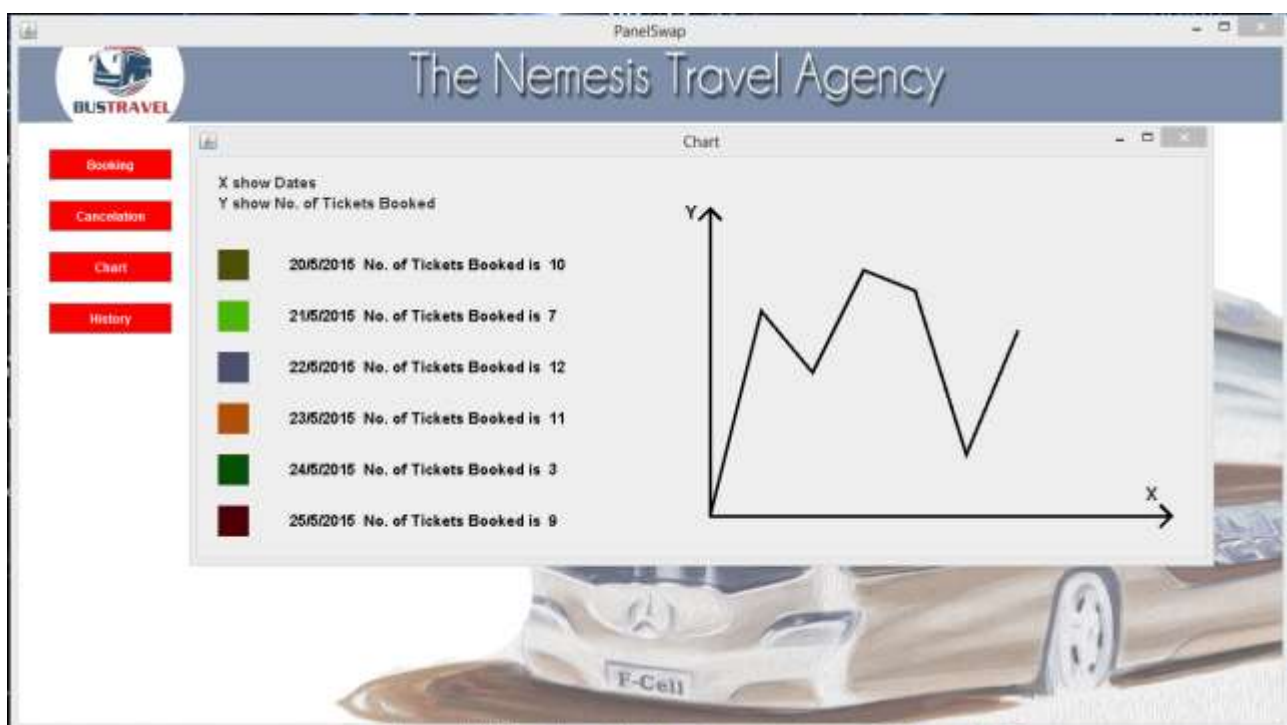 PanelSwap
BUSTRAVEL
The Nemesis Travel Agency
Chart
Booking
Cancelation
Chart
History
X show Dates
Y show No. of Tickets Booked
20/5/2015 No. of Tickets Booked is 10
21/5/2015 No. of Tickets Booked is 7
22/5/2015 No. of Tickets Booked is 12
23/5/2015 No. of Tickets Booked is 11
24/5/2015 No. of Tickets Booked is 3
25/5/2015 No. of Tickets Booked is 9
Y
X
F-Cell